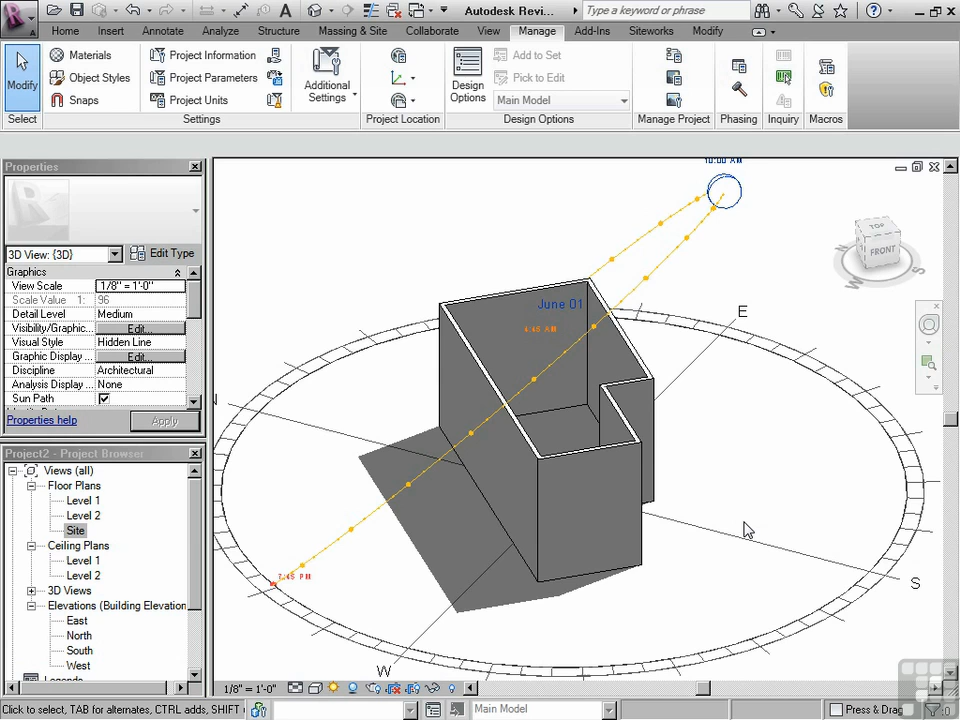 Autodesk Revi...
Type a keyword or phrase
Home Insert Annotate Analyze Structure Massing & Site Collaborate View Manage Add-Ins Siteworks Modify
Modify
Materials
Object Styles
Snaps
Project Information
Project Parameters
Project Units
Additional
Settings
Design
Options
Add to Set
Pick to Edit
Main Model
Select Settings Project Location Design Options Manage Project Phasing Inquiry Macros
Properties
3D View: {3D} Edit Type
Graphics
View Scale 1/8" = 1'-0"
Scale Value 1: 96
Detail Level Medium
Visibility/Graphic... Edit...
Visual Style Hidden Line
Graphic Display ... Edit...
Discipline Architectural
Analysis Display ... None
Sun Path
Properties help Apply
Project2 - Project Browser
Views (all)
Floor Plans
Level 1
Level 2
Site
Ceiling Plans
Level 1
Level 2
3D Views
Elevations (Building Elevation
East
North
South
West
10:00 AM
TOP
FRONT
S
June 01
4:45 AM
E
N
7:45 PM
S
W
1/8" = 1'-0"
Click to select, TAB for alternates, CTRL adds, SHIFT
Main Model
Press & Drag
:0